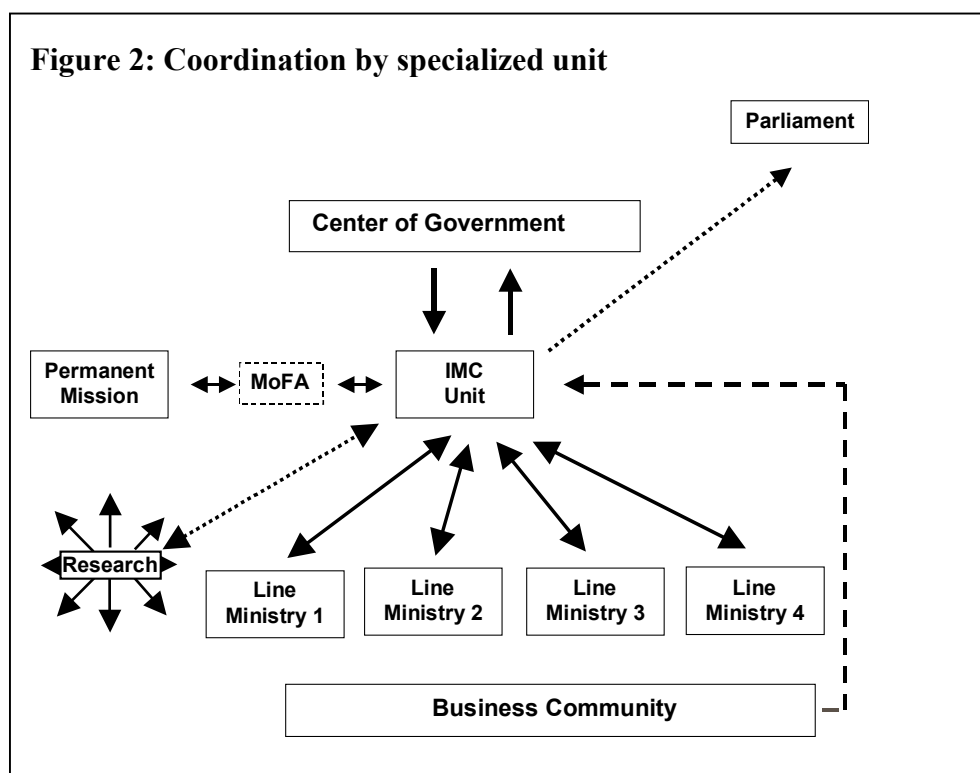 Figure 2: Coordination by specialized unit
Parliament
Center of Government
Permanent
Mission
MoFA
IMC
Unit
Research
Line
Ministry 1
Line
Ministry 2
Line
Ministry 3
Line
Ministry 4
Business Community